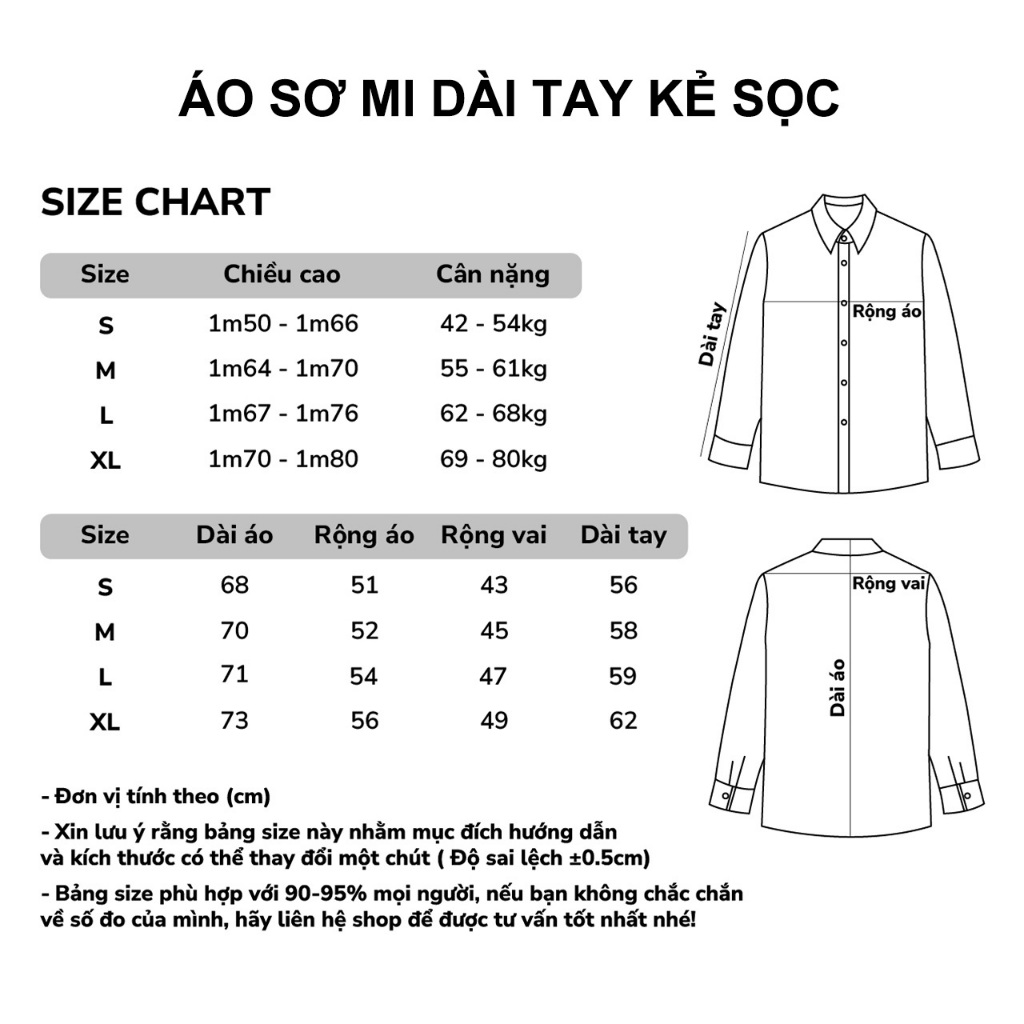 ÁO SƠ MI DÀI TAY KẺ SỌC
SIZE CHART
Size Chiều cao Cân nặng
S 1m50 - 1m66 42 - 54kg
M 1m64 - 1m70 55 - 61kg
L 1m67 - 1m76 62 - 68kg
XL 1m70 - 1m80 69 - 80kg
Dài tay
Rộng áo
Size Dài áo Rộng áo Rộng vai Dài tay
S 68 51 43 56
M 70 52 45 58
L 71 54 47 59
XL 73 56 49 62
Rộng vai
Dài áo
- Đơn vị tính theo (cm)
- Xin lưu ý rằng bảng size này nhằm mục đích hướng dẫn
và kích thước có thể thay đổi một chút ( Độ sai lệch ±0.5cm)
- Bảng size phù hợp với 90-95% mọi người, nếu bạn không chắc chắn
về số đo của mình, hãy liên hệ shop để được tư vấn tốt nhất nhé!